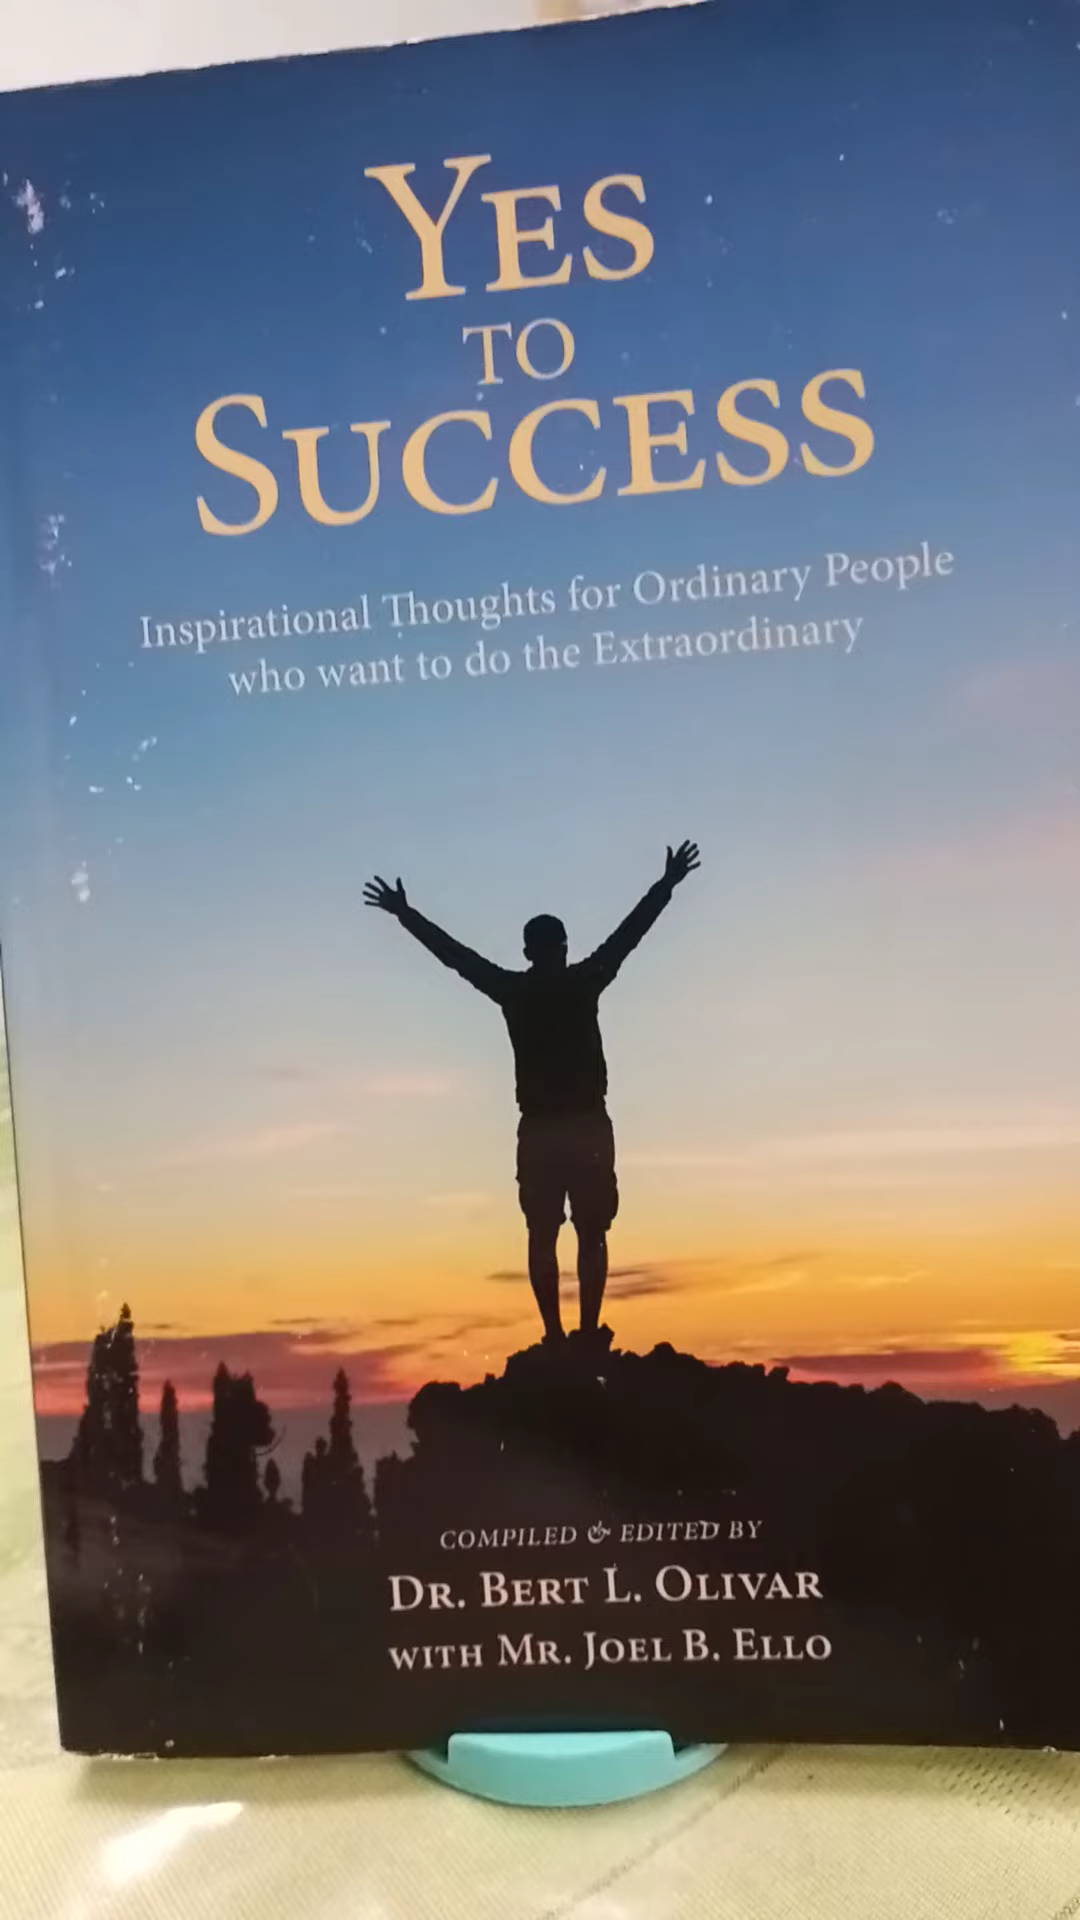 YES
TO
SUCCESS
Inspirational Thoughts for Ordinary People
who want to do the Extraordinary
COMPILED & EDITED BY
DR. BERT L. OLIVAR
WITH MR. JOEL B. ELLO